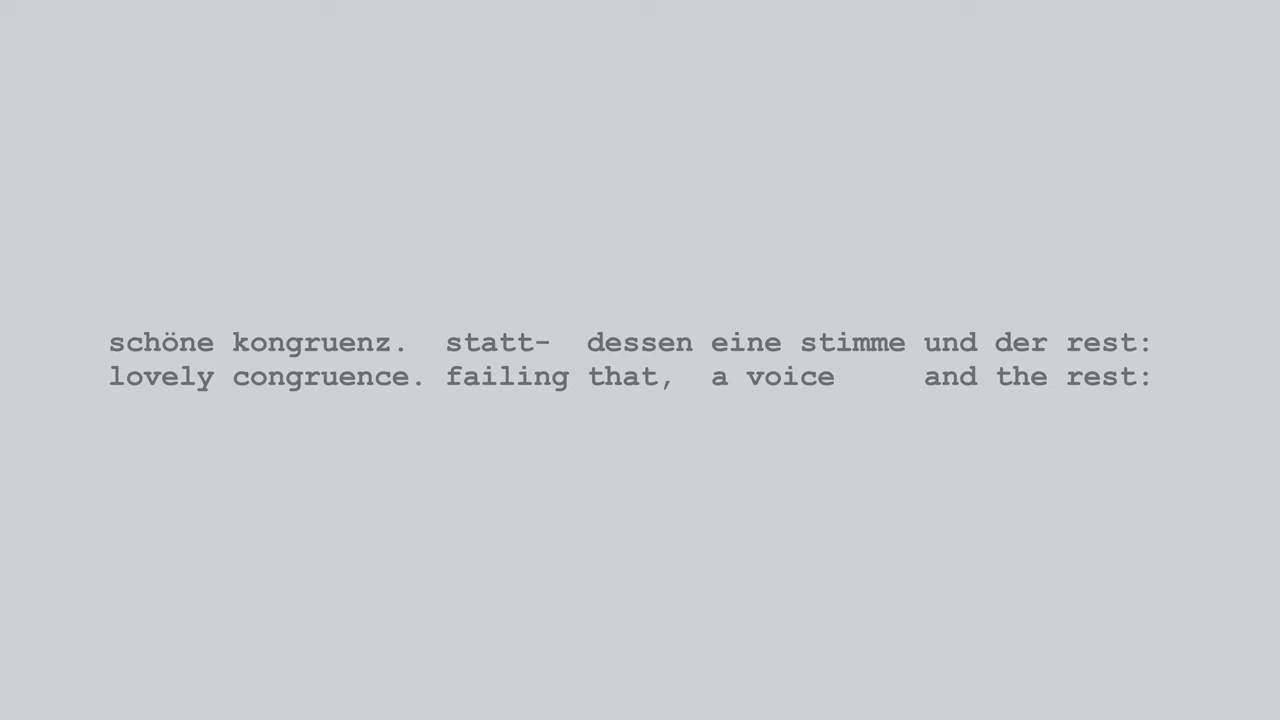 schöne kongruenz.  statt-  dessen eine stimme und der rest:
lovely congruence. failing that,  a voice     and the rest: